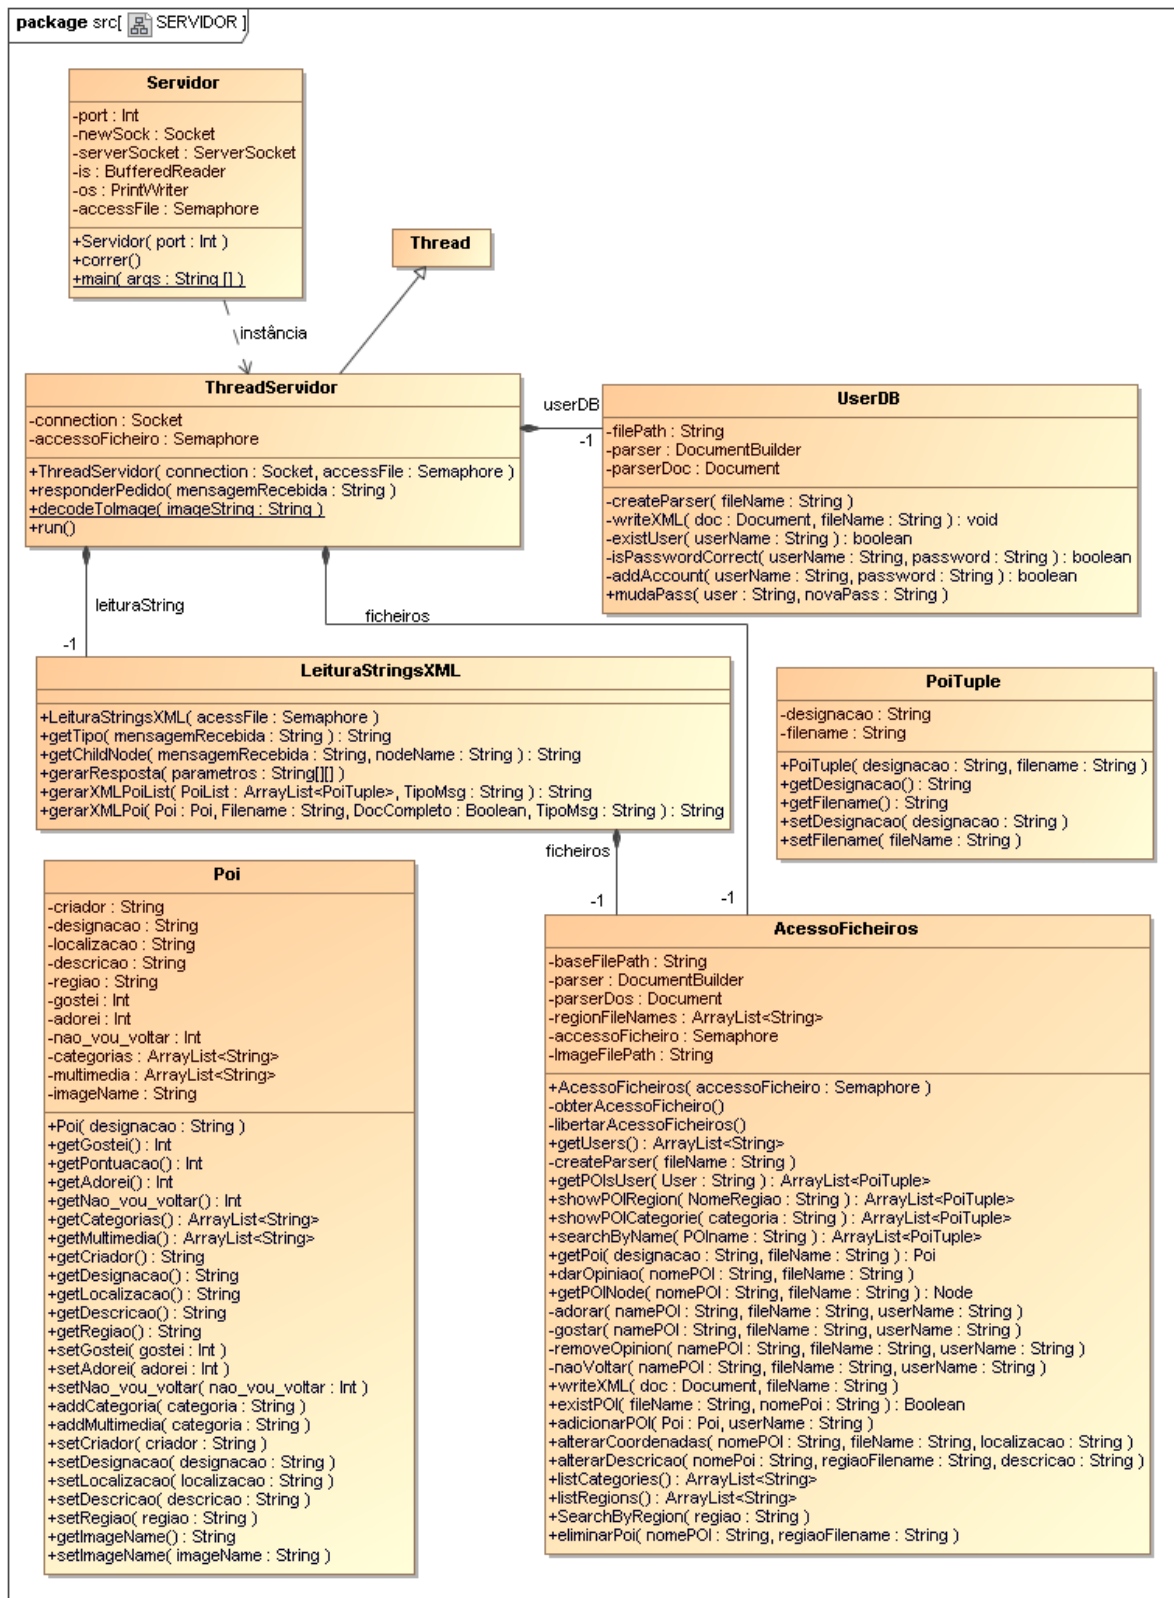 package src[ SERVIDOR ]
Servidor
-port : Int
-newSock : Socket
-serverSocket : ServerSocket
-is : BufferedReader
-os : PrintWriter
-accessFile : Semaphore
+Servidor( port : Int )
+correr()
+main( args : String [] )
Thread
instância
ThreadServidor
-connection : Socket
-accessoFicheiro : Semaphore
+ThreadServidor( connection : Socket, accessFile : Semaphore )
+responderPedido( mensagemRecebida : String )
+decodeToImage( imageString : String )
+run()
userDB
-1
UserDB
-filePath : String
-parser : DocumentBuilder
-parserDoc : Document
-createParser( fileName : String )
-writeXML( doc : Document, fileName : String ) : void
-existUser( userName : String ) : boolean
-isPasswordCorrect( userName : String, password : String ) : boolean
-addAccount( userName : String, password : String ) : boolean
+mudaPass( user : String, novaPass : String )
leituraString
-1
ficheiros
LeituraStringsXML
+LeituraStringsXML( acessFile : Semaphore )
+getTipo( mensagemRecebida : String ) : String
+getChildNode( mensagemRecebida : String, nodeName : String ) : String
+gerarResposta( parametros : String[][] )
+gerarXMLPoiList( PoiList : ArrayList<PoiTuple>, TipoMsg : String ) : String
+gerarXMLPoi( Poi : Poi, Filename : String, DocCompleto : Boolean, TipoMsg : String ) : String
PoiTuple
-designacao : String
-filename : String
+PoiTuple( designacao : String, filename : String )
+getDesignacao() : String
+getFilename() : String
+setDesignacao( designacao : String )
+setFilename( fileName : String )
ficheiros
-1
-1
Poi
-criador : String
-designacao : String
-localizacao : String
-descricao : String
-regiao : String
-gostei : Int
-adorei : Int
-nao_vou_voltar : Int
-categorias : ArrayList<String>
-multimedia : ArrayList<String>
-imageName : String
+Poi( designacao : String )
+getGostei() : Int
+getPontuacao() : Int
+getAdorei() : Int
+getNao_vou_voltar() : Int
+getCategorias() : ArrayList<String>
+getMultimedia() : ArrayList<String>
+getCriador() : String
+getDesignacao() : String
+getLocalizacao() : String
+getDescricao() : String
+getRegiao() : String
+setGostei( gostei : Int )
+setAdorei( adorei : Int )
+setNao_vou_voltar( nao_vou_voltar : Int )
+addCategoria( categoria : String )
+addMultimedia( categoria : String )
+setCriador( criador : String )
+setDesignacao( designacao : String )
+setLocalizacao( localizacao : String )
+setDescricao( descricao : String )
+setRegiao( regiao : String )
+getImageName() : String
+setImageName( imageName : String )
AcessoFicheiros
-baseFilePath : String
-parser : DocumentBuilder
-parserDos : Document
-regionFileNames : ArrayList<String>
-accessoFicheiro : Semaphore
-ImageFilePath : String
+AcessoFicheiros( accessoFicheiro : Semaphore )
-obterAcessoFicheiro()
-libertarAcessoFicheiros()
+getUsers() : ArrayList<String>
-createParser( fileName : String )
+getPOIsUser( User : String ) : ArrayList<PoiTuple>
+showPOIRegion( NomeRegiao : String ) : ArrayList<PoiTuple>
+showPOICategorie( categoria : String ) : ArrayList<PoiTuple>
+searchByName( POIname : String ) : ArrayList<PoiTuple>
+getPoi( designacao : String, fileName : String ) : Poi
+darOpiniao( nomePOI : String, fileName : String )
+getPOINode( nomePOI : String, fileName : String ) : Node
-adorar( namePOI : String, fileName : String, userName : String )
-gostar( namePOI : String, fileName : String, userName : String )
-removeOpinion( namePOI : String, fileName : String, userName : String )
-naoVoltar( namePOI : String, fileName : String, userName : String )
+writeXML( doc : Document, fileName : String )
+existPOI( fileName : String, nomePoi : String ) : Boolean
+adicionarPOI( Poi : Poi, userName : String )
+alterarCoordenadas( nomePOI : String, fileName : String, localizacao : String )
+alterarDescricao( nomePoi : String, regiaoFilename : String, descricao : String )
+listCategories() : ArrayList<String>
+listRegions() : ArrayList<String>
+SearchByRegion( regiao : String )
+eliminarPoi( nomePOI : String, regiaoFilename : String )